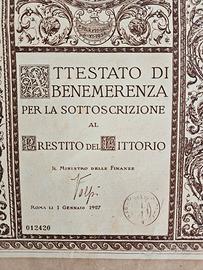 ATTESTATO DI
BENEMERENZA
PER LA SOTTOSCRIZIONE
AL
PRESTITO DEL LITTORIO
IL MINISTRO DELLE FINANZE
Volpi
ROMA LI 1 GENNAIO 1927
012420